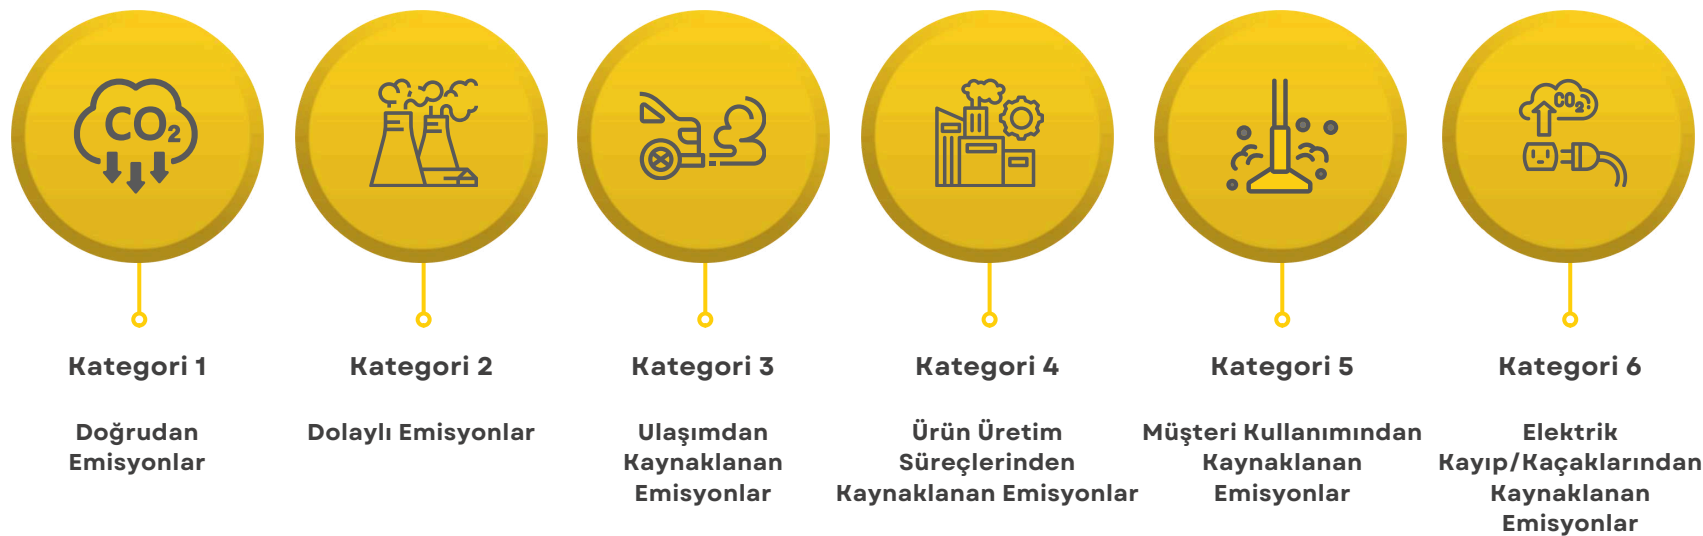 CO2
CO2
Kategori 1
Doğrudan
Emisyonlar
Kategori 2
Dolaylı Emisyonlar
Kategori 3
Ulaşımdan
Kaynaklanan
Emisyonlar
Kategori 4
Ürün Üretim
Süreçlerinden
Kaynaklanan Emisyonlar
Kategori 5
Müşteri Kullanımından
Kaynaklanan
Emisyonlar
Kategori 6
Elektrik
Kayıp/Kaçaklarından
Kaynaklanan
Emisyonlar